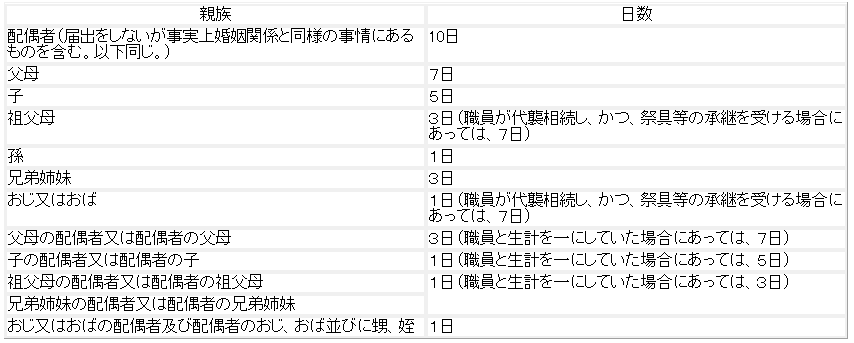 親族 日数
配偶者(届出をしないが事実上婚姻関係と同様の事情にある 10日
ものを含む。以下同じ。)
父母 7日
子 5日
祖父母 3日(職員が代襲相続し、かつ、祭具等の承継を受ける場合に
あっては、7日)
孫 1日
兄弟姉妹 3日
おじ又はおば 1日(職員が代襲相続し、かつ、祭具等の承継を受ける場合に
あっては、7日)
父母の配偶者又は配偶者の父母 3日(職員と生計を一にしていた場合にあっては、7日)
子の配偶者又は配偶者の子 1日(職員と生計を一にしていた場合にあっては、5日)
祖父母の配偶者又は配偶者の祖父母 1日(職員と生計を一にしていた場合にあっては、3日)
兄弟姉妹の配偶者又は配偶者の兄弟姉妹
おじ又はおばの配偶者及び配偶者のおじ、おば並びに甥、姪 1日